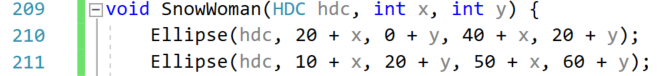 209 void SnowWoman(HDC hdc, int x, int y) {
210 Ellipse(hdc, 20 + x, 0 + y, 40 + x, 20 + y);
211 Ellipse(hdc, 10 + x, 20 + y, 50 + x, 60 + y);